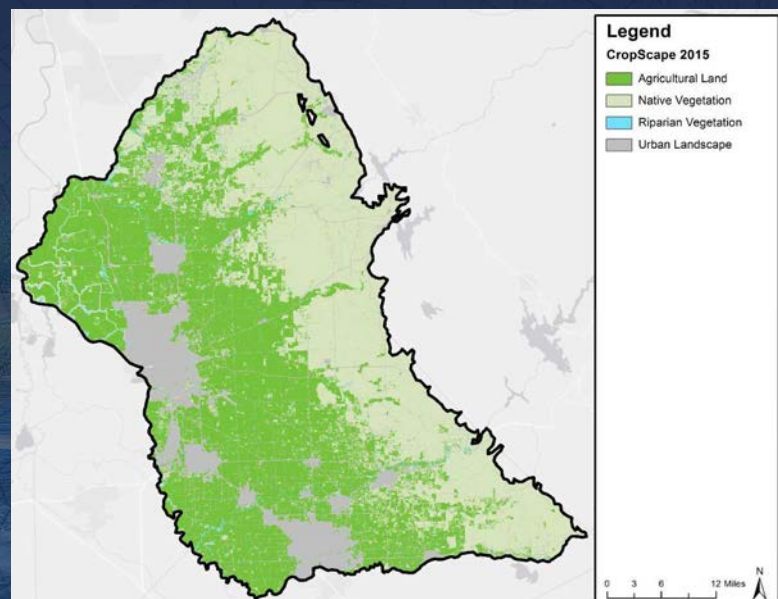 Legend
CropScape 2015
Agricultural Land
Native Vegetation
Riparian Vegetation
Urban Landscape
N
0 3 6 12 Miles